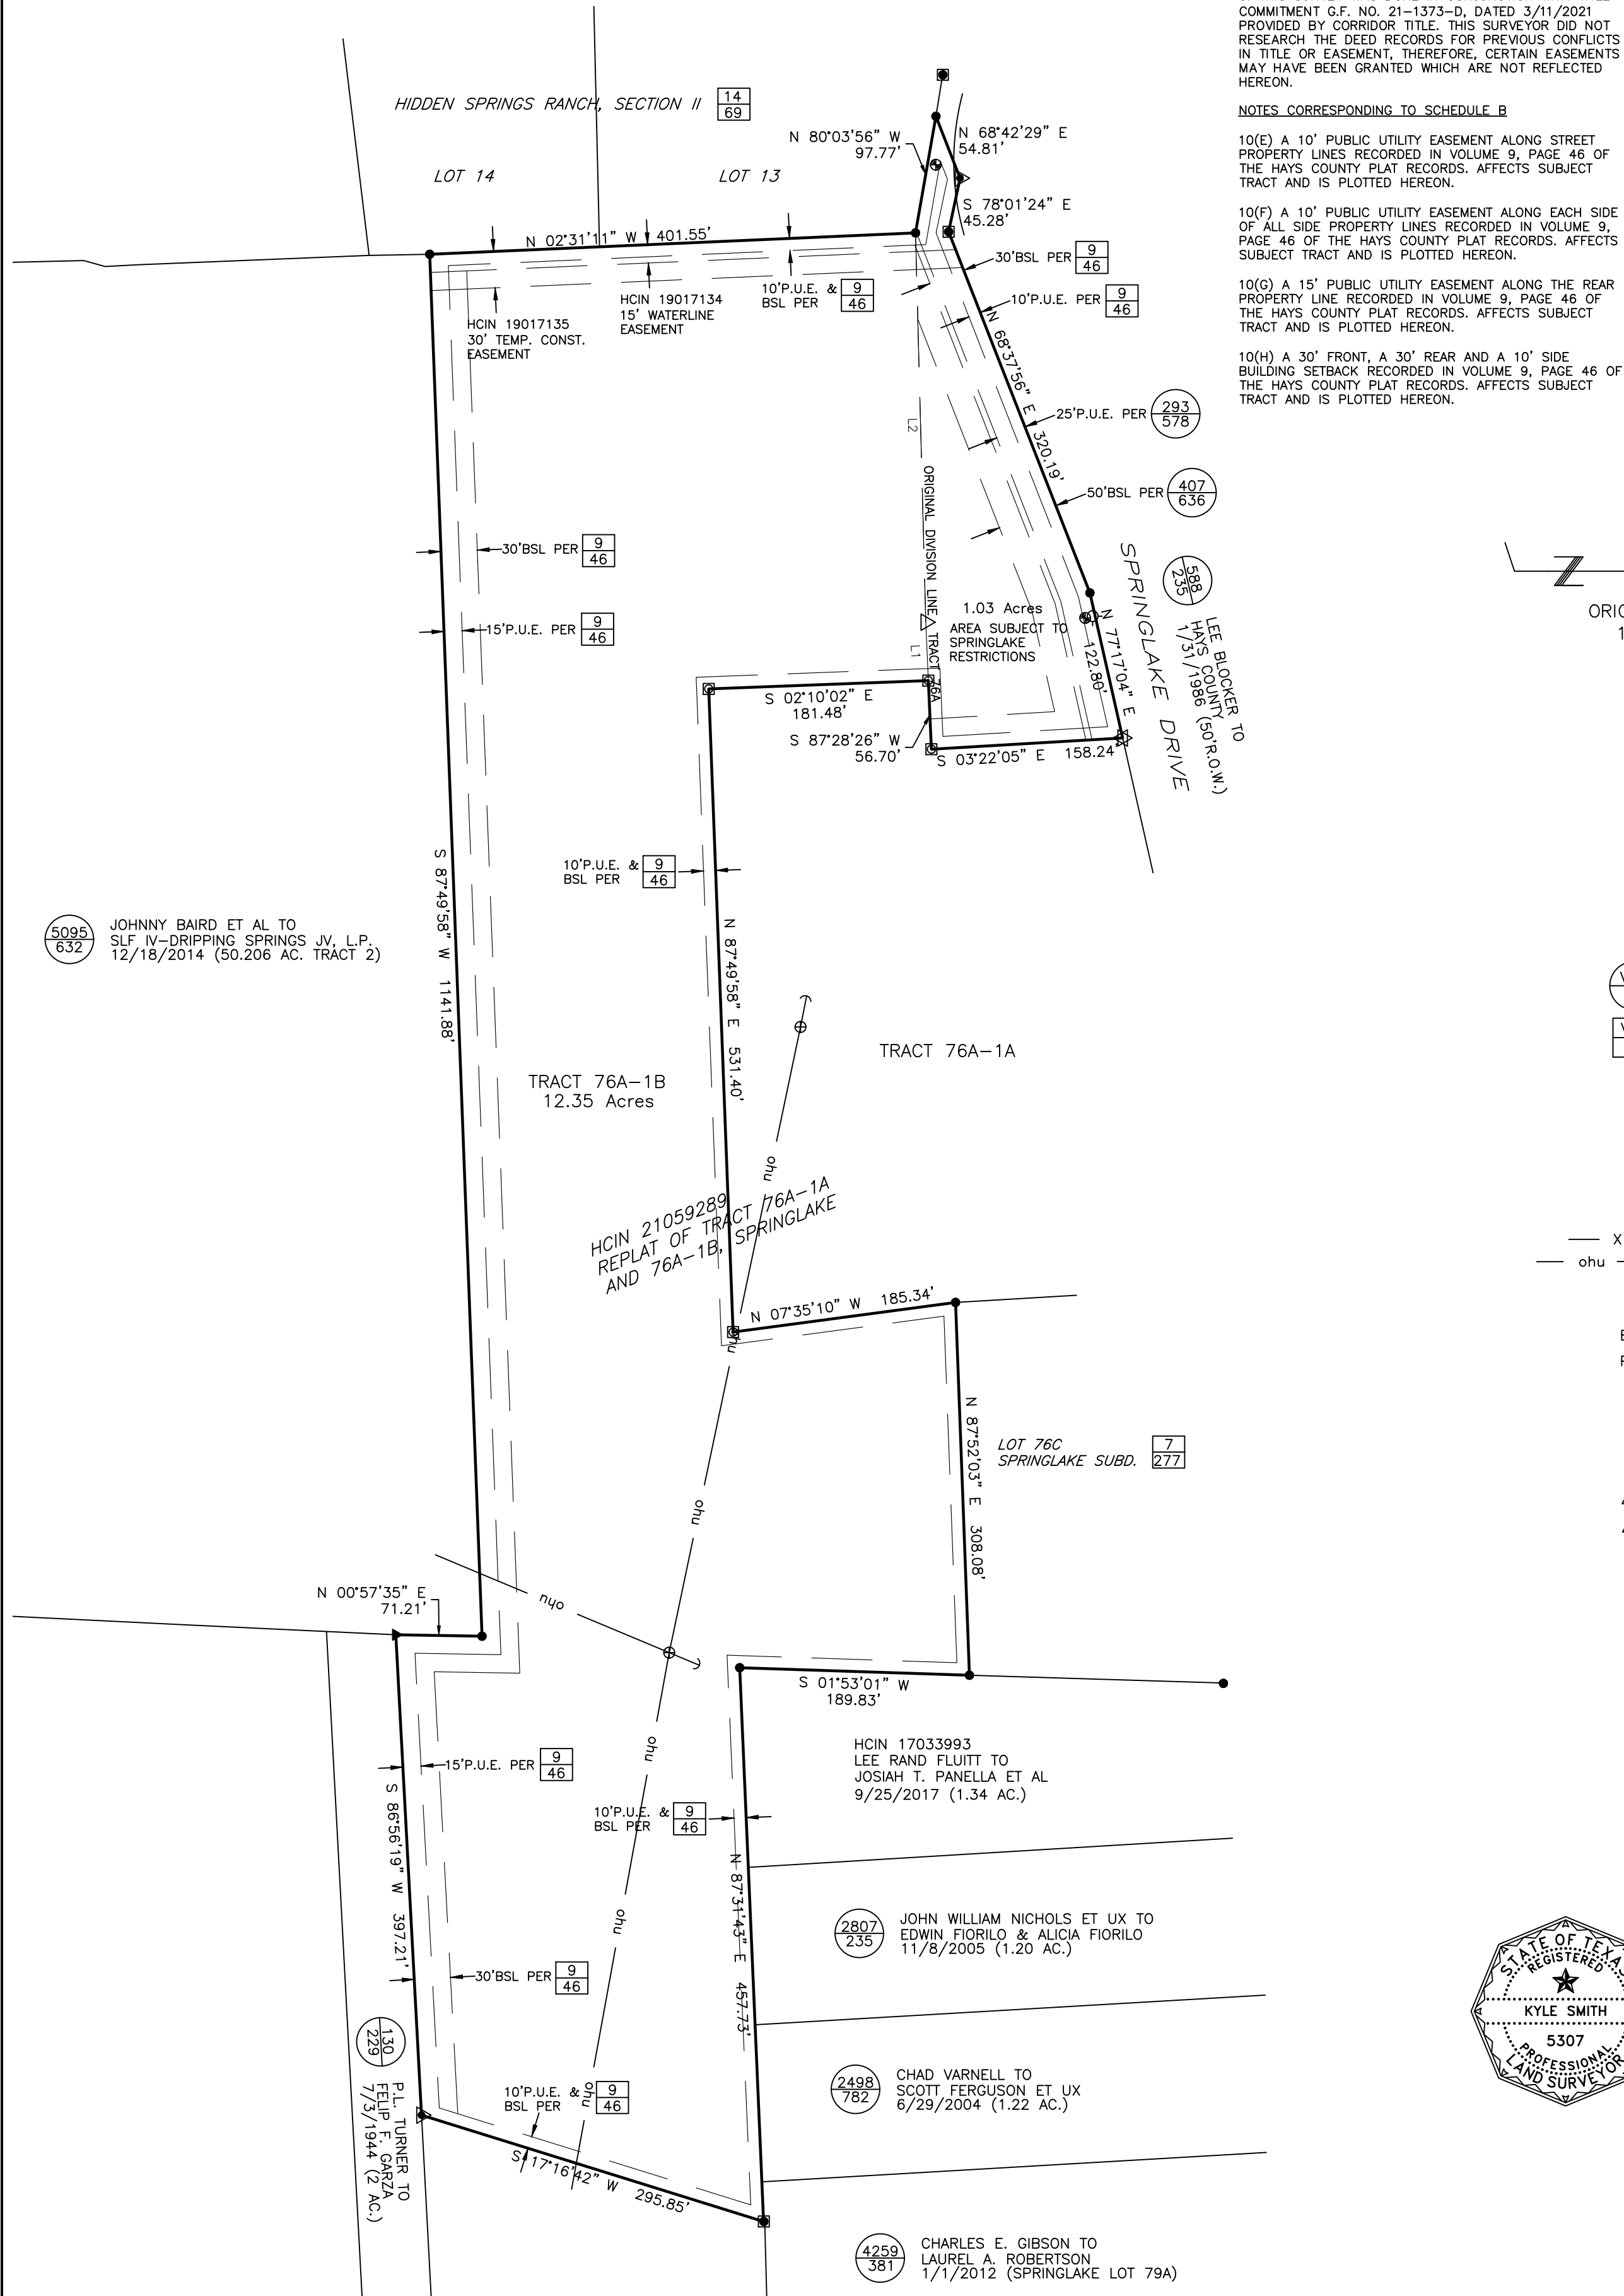 COMMITMENT G.F. NO. 21-1373-D, DATED 3/11/2021
PROVIDED BY CORRIDOR TITLE. THIS SURVEYOR DID NOT
RESEARCH THE DEED RECORDS FOR PREVIOUS CONFLICTS
IN TITLE OR EASEMENT, THEREFORE, CERTAIN EASEMENTS
MAY HAVE BEEN GRANTED WHICH ARE NOT REFLECTED
HEREON.
NOTES CORRESPONDING TO SCHEDULE B
10(E) A 10' PUBLIC UTILITY EASEMENT ALONG STREET
PROPERTY LINES RECORDED IN VOLUME 9, PAGE 46 OF
THE HAYS COUNTY PLAT RECORDS. AFFECTS SUBJECT
TRACT AND IS PLOTTED HEREON.
10(F) A 10' PUBLIC UTILITY EASEMENT ALONG EACH SIDE
OF ALL SIDE PROPERTY LINES RECORDED IN VOLUME 9,
PAGE 46 OF THE HAYS COUNTY PLAT RECORDS. AFFECTS
SUBJECT TRACT AND IS PLOTTED HEREON.
10(G) A 15' PUBLIC UTILITY EASEMENT ALONG THE REAR
PROPERTY LINE RECORDED IN VOLUME 9, PAGE 46 OF
THE HAYS COUNTY PLAT RECORDS. AFFECTS SUBJECT
TRACT AND IS PLOTTED HEREON.
10(H) A 30' FRONT, A 30' REAR AND A 10' SIDE
BUILDING SETBACK RECORDED IN VOLUME 9, PAGE 46 OF
THE HAYS COUNTY PLAT RECORDS. AFFECTS SUBJECT
TRACT AND IS PLOTTED HEREON.
HIDDEN SPRINGS RANCH, SECTION II
14
69
LOT 14
LOT 13
N 80°03'56" W
97.77'
N 68°42'29" E
54.81'
S 78°01'24" E
45.28'
N 02°31'11" W 401.55'
HCIN 19017135
30' TEMP. CONST.
EASEMENT
HCIN 19017134
15' WATERLINE
EASEMENT
10'P.U.E. &
BSL PER
9
46
30'BSL PER
9
46
10'P.U.E. PER
9
46
N 68°37'56" E 320.19'
25'P.U.E. PER
293
578
50'BSL PER
407
636
L2
ORIGINAL DIVISION LINE TRACT 76A
L1
1.03 Acres
AREA SUBJECT TO
SPRINGLAKE
RESTRICTIONS
N 77°17'04" E
122.80'
SPRINGLAKE DRIVE
588
235
LEE BLOCKER TO
HAYS COUNTY
1/31/1986 (50'R.O.W.)
30'BSL PER
9
46
15'P.U.E. PER
9
46
S 02°10'02" E
181.48'
S 87°28'26" W
56.70'
S 03°22'05" E 158.24'
S 87°49'58" W 1141.88'
10'P.U.E. &
BSL PER
9
46
N 87°49'58" E 531.40'
5095
632
JOHNNY BAIRD ET AL TO
SLF IV-DRIPPING SPRINGS JV, L.P.
12/18/2014 (50.206 AC. TRACT 2)
TRACT 76A-1A
TRACT 76A-1B
12.35 Acres
ohu
HCIN 21059289
REPLAT OF TRACT 76A-1A
AND 76A-1B, SPRINGLAKE
X
ohu
N 07°35'10" W 185.34'
ohu
N 87°52'03" E 308.08'
LOT 76C
SPRINGLAKE SUBD.
7
277
ohu
N 00°57'35" E
71.21'
ohu
S 01°53'01" W
189.83'
HCIN 17033993
LEE RAND FLUITT TO
JOSIAH T. PANELLA ET AL
9/25/2017 (1.34 AC.)
ohu
15'P.U.E. PER
9
46
S 86°56'19" W 397.21'
10'P.U.E. &
BSL PER
9
46
N 87°31'43" E 457.73'
2807
235
JOHN WILLIAM NICHOLS ET UX TO
EDWIN FIORILO & ALICIA FIORILO
11/8/2005 (1.20 AC.)
ohu
30'BSL PER
9
46
STATE OF TEXAS
REGISTERED
KYLE SMITH
5307
PROFESSIONAL
LAND SURVEYOR
130
229
P.L. TURNER TO
FELIP F. GARZA
7/3/1944 (2 AC.)
10'P.U.E. &
BSL PER
9
46
ohu
S 17°16'42" W 295.85'
2498
782
CHAD VARNELL TO
SCOTT FERGUSON ET UX
6/29/2004 (1.22 AC.)
4259
381
CHARLES E. GIBSON TO
LAUREL A. ROBERTSON
1/1/2012 (SPRINGLAKE LOT 79A)